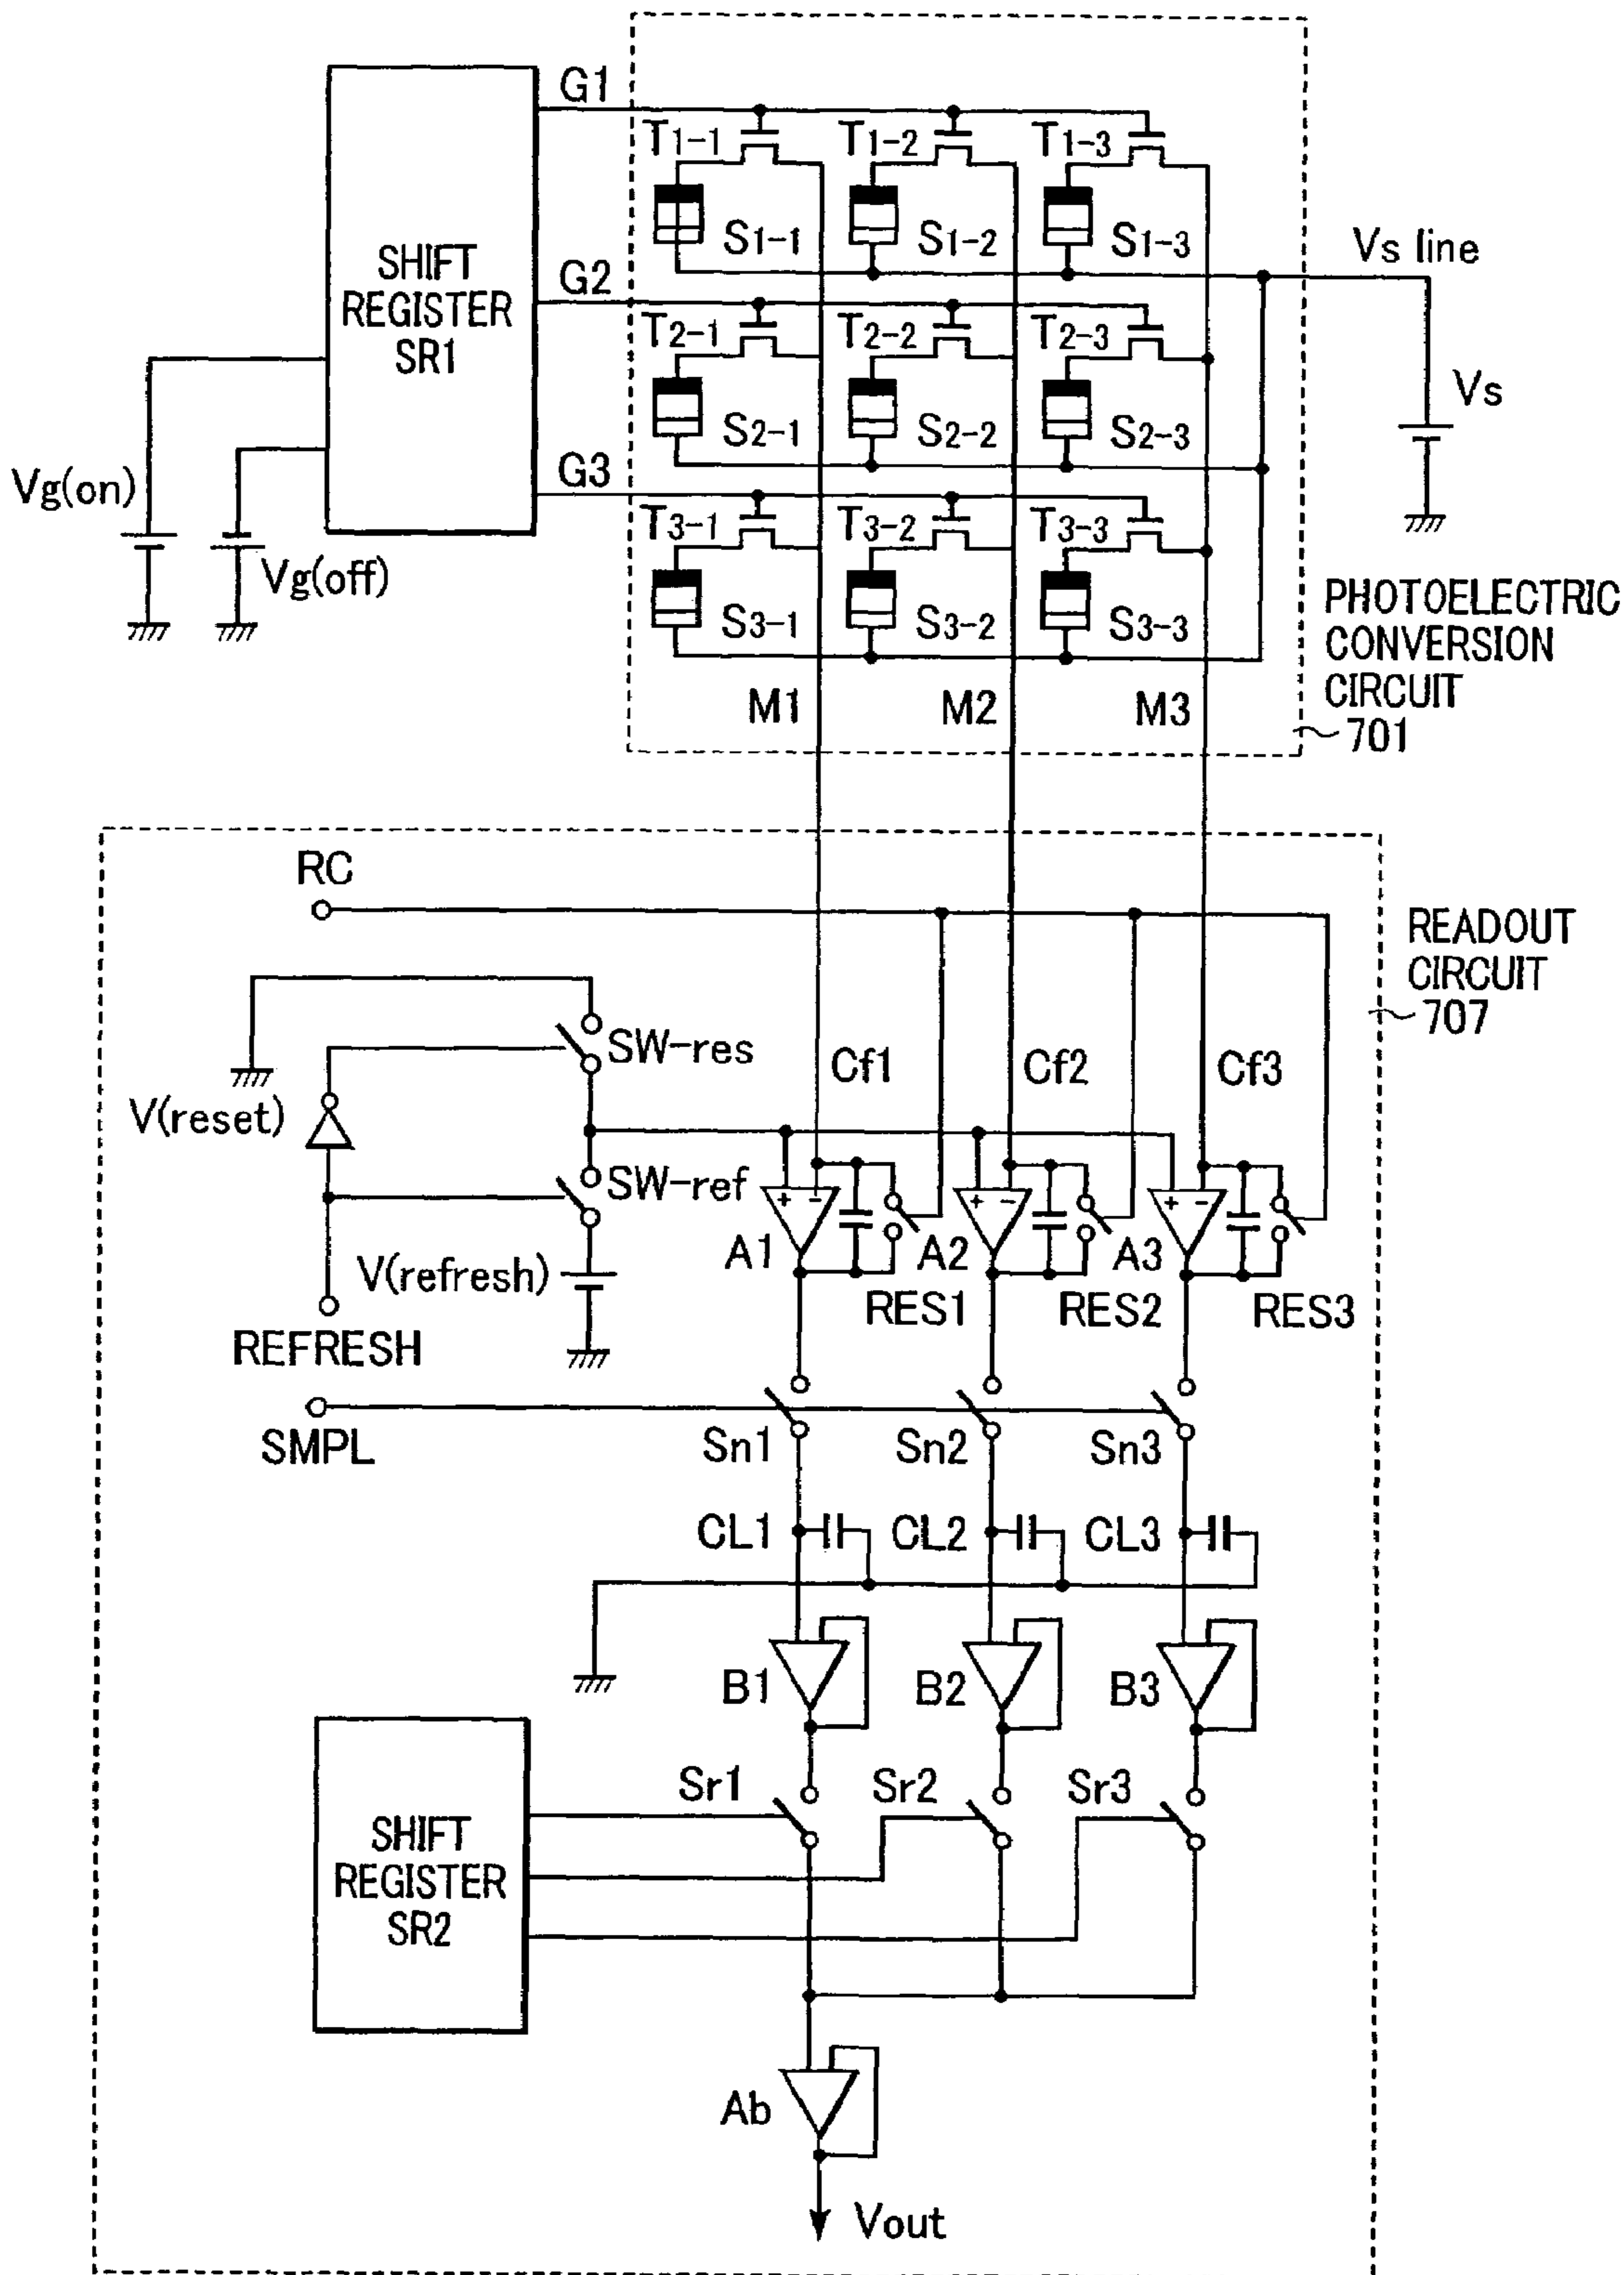 G1
T1-1 T1-2 T1-3
S1-1 S1-2 S1-3
SHIFT
REGISTER
SR1
Vs line
G2
T2-1 T2-2 T2-3
S2-1 S2-2 S2-3
Vs
G3
Vg(on)
T3-1 T3-2 T3-3
Vg(off)
S3-1 S3-2 S3-3
PHOTOELECTRIC
CONVERSION
CIRCUIT
701
M1 M2 M3
RC
READOUT
CIRCUIT
707
SW-res
Cf1 Cf2 Cf3
V(reset)
SW-ref
+ - + - + -
A1 A2 A3
V(refresh)
RES1 RES2 RES3
REFRESH
SMPL
Sn1 Sn2 Sn3
CL1 CL2 CL3
B1 B2 B3
Sr1 Sr2 Sr3
SHIFT
REGISTER
SR2
Ab
Vout